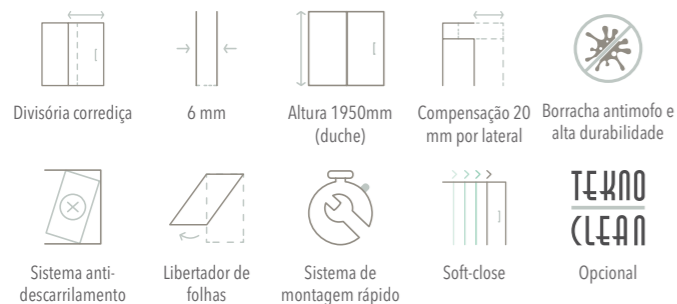 Divisória corrediça
6 mm
Altura 1950mm
(duche)
Compensação 20
mm por lateral
Borracha antimofo e
alta durabilidade
Sistema anti-
descarrilamento
Libertador de
folhas
Sistema de
montagem rápido
Soft-close
TEKNO
CLEAN
Opcional